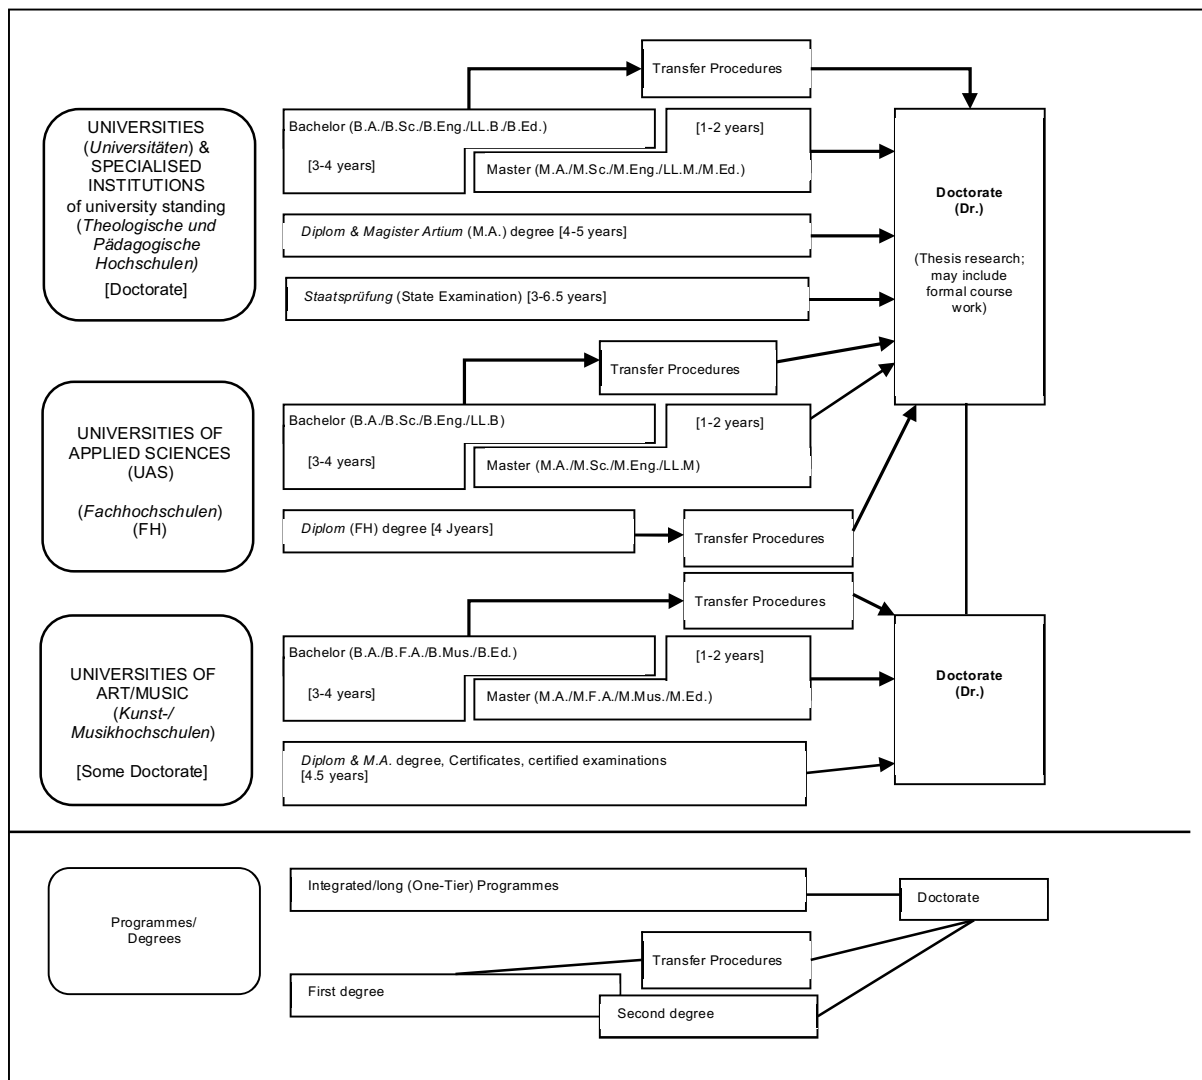 Transfer Procedures
UNIVERSITIES
(Universitäten) &
SPECIALISED
INSTITUTIONS
of university standing
(Theologische und
Pädagogische
Hochschulen)
[Doctorate]
Bachelor (B.A./B.Sc./B.Eng./LL.B./B.Ed.)
[3-4 years]
[1-2 years]
Master (M.A./M.Sc./M.Eng./LL.M./M.Ed.)
Diplom & Magister Artium (M.A.) degree [4-5 years]
Staatsprüfung (State Examination) [3-6.5 years]
Doctorate
(Dr.)
(Thesis research;
may include
formal course
work)
UNIVERSITIES OF
APPLIED SCIENCES
(UAS)
(Fachhochschulen)
(FH)
Transfer Procedures
Bachelor (B.A./B.Sc./B.Eng./LL.B)
[3-4 years]
[1-2 years]
Master (M.A./M.Sc./M.Eng./LL.M)
Diplom (FH) degree [4 Jyears]
Transfer Procedures
Transfer Procedures
UNIVERSITIES OF
ART/MUSIC
(Kunst-/
Musikhochschulen)
[Some Doctorate]
Bachelor (B.A./B.F.A./B.Mus./B.Ed.)
[3-4 years]
[1-2 years]
Master (M.A./M.F.A./M.Mus./M.Ed.)
Diplom & M.A. degree, Certificates, certified examinations
[4.5 years]
Doctorate
(Dr.)
Programmes/
Degrees
Integrated/long (One-Tier) Programmes
Doctorate
Transfer Procedures
First degree
Second degree